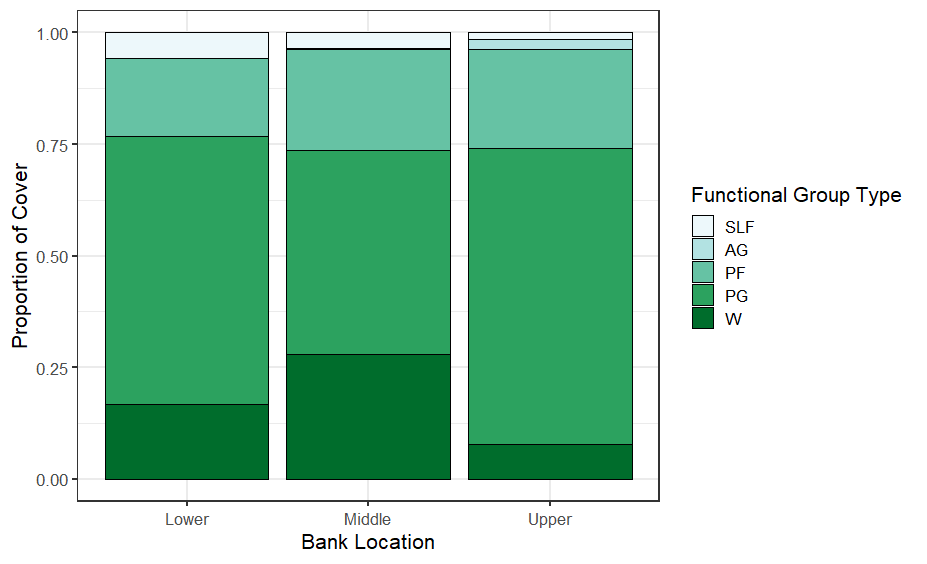 Proportion of Cover
1.00
0.75
0.50
0.25
0.00
Lower
Middle
Upper
Bank Location
Functional Group Type
SLF
AG
PF
PG
W